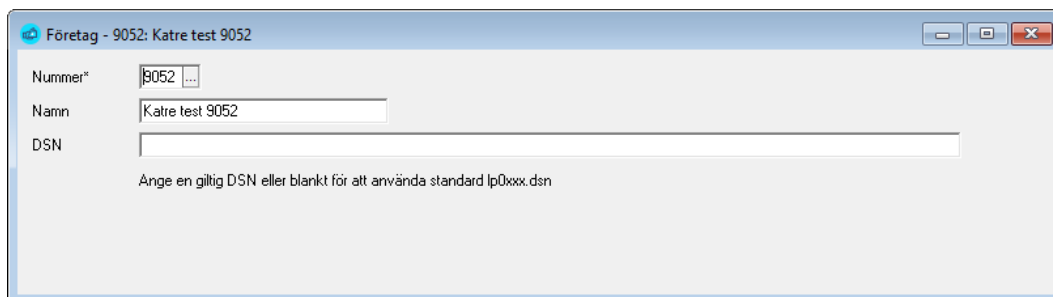 Företag - 9052: Katre test 9052
Nummer* 9052 ...
Namn Katre test 9052
DSN
Ange en giltig DSN eller blankt för att använda standard lp0xxx.dsn